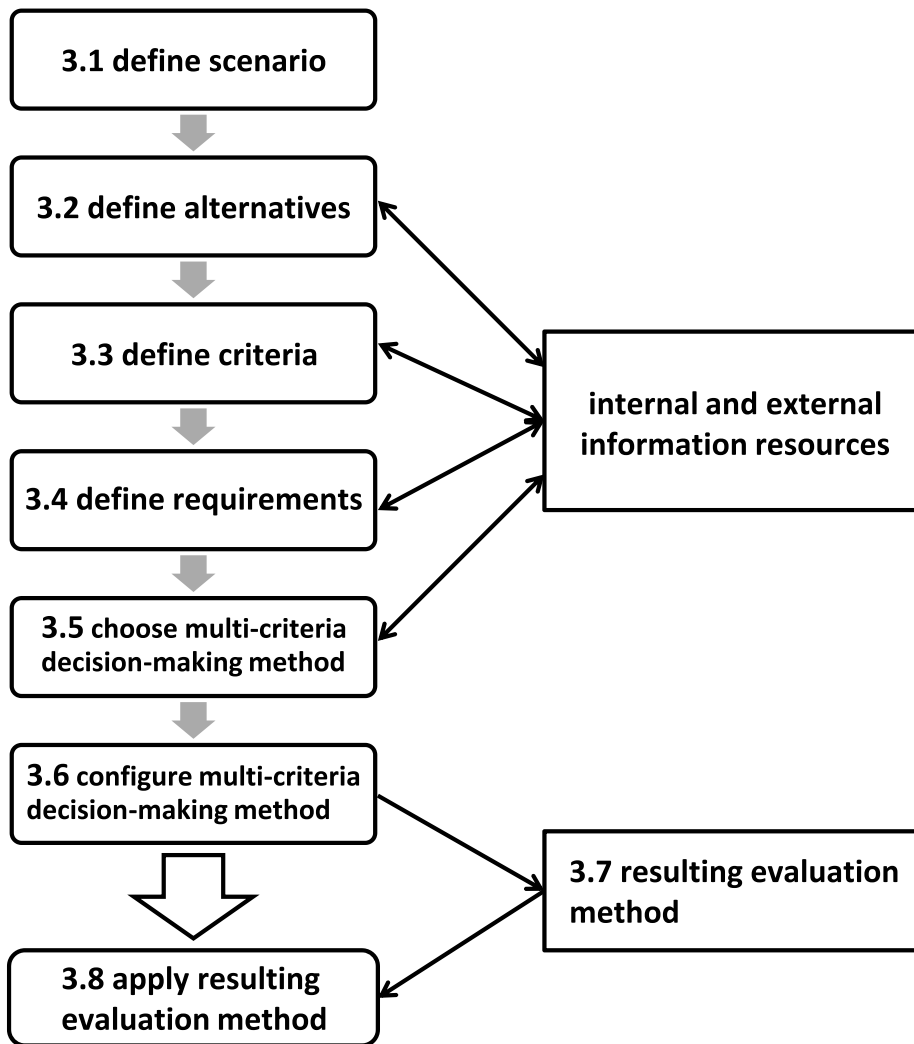 3.1 define scenario
3.2 define alternatives
3.3 define criteria
internal and external
information resources
3.4 define requirements
3.5 choose multi-criteria
decision-making method
3.6 configure multi-criteria
decision-making method
3.7 resulting evaluation
method
3.8 apply resulting
evaluation method